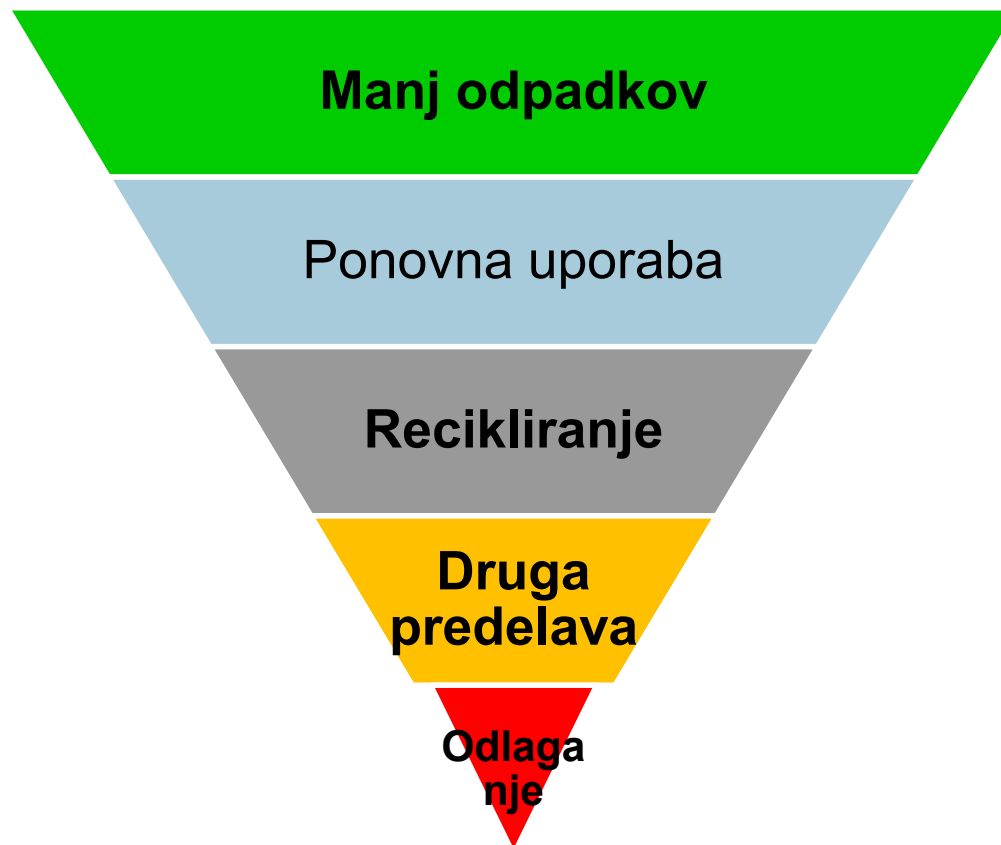 Manj odpadkov
Ponovna uporaba
Recikliranje
Druga
predelava
Odlaga
nje